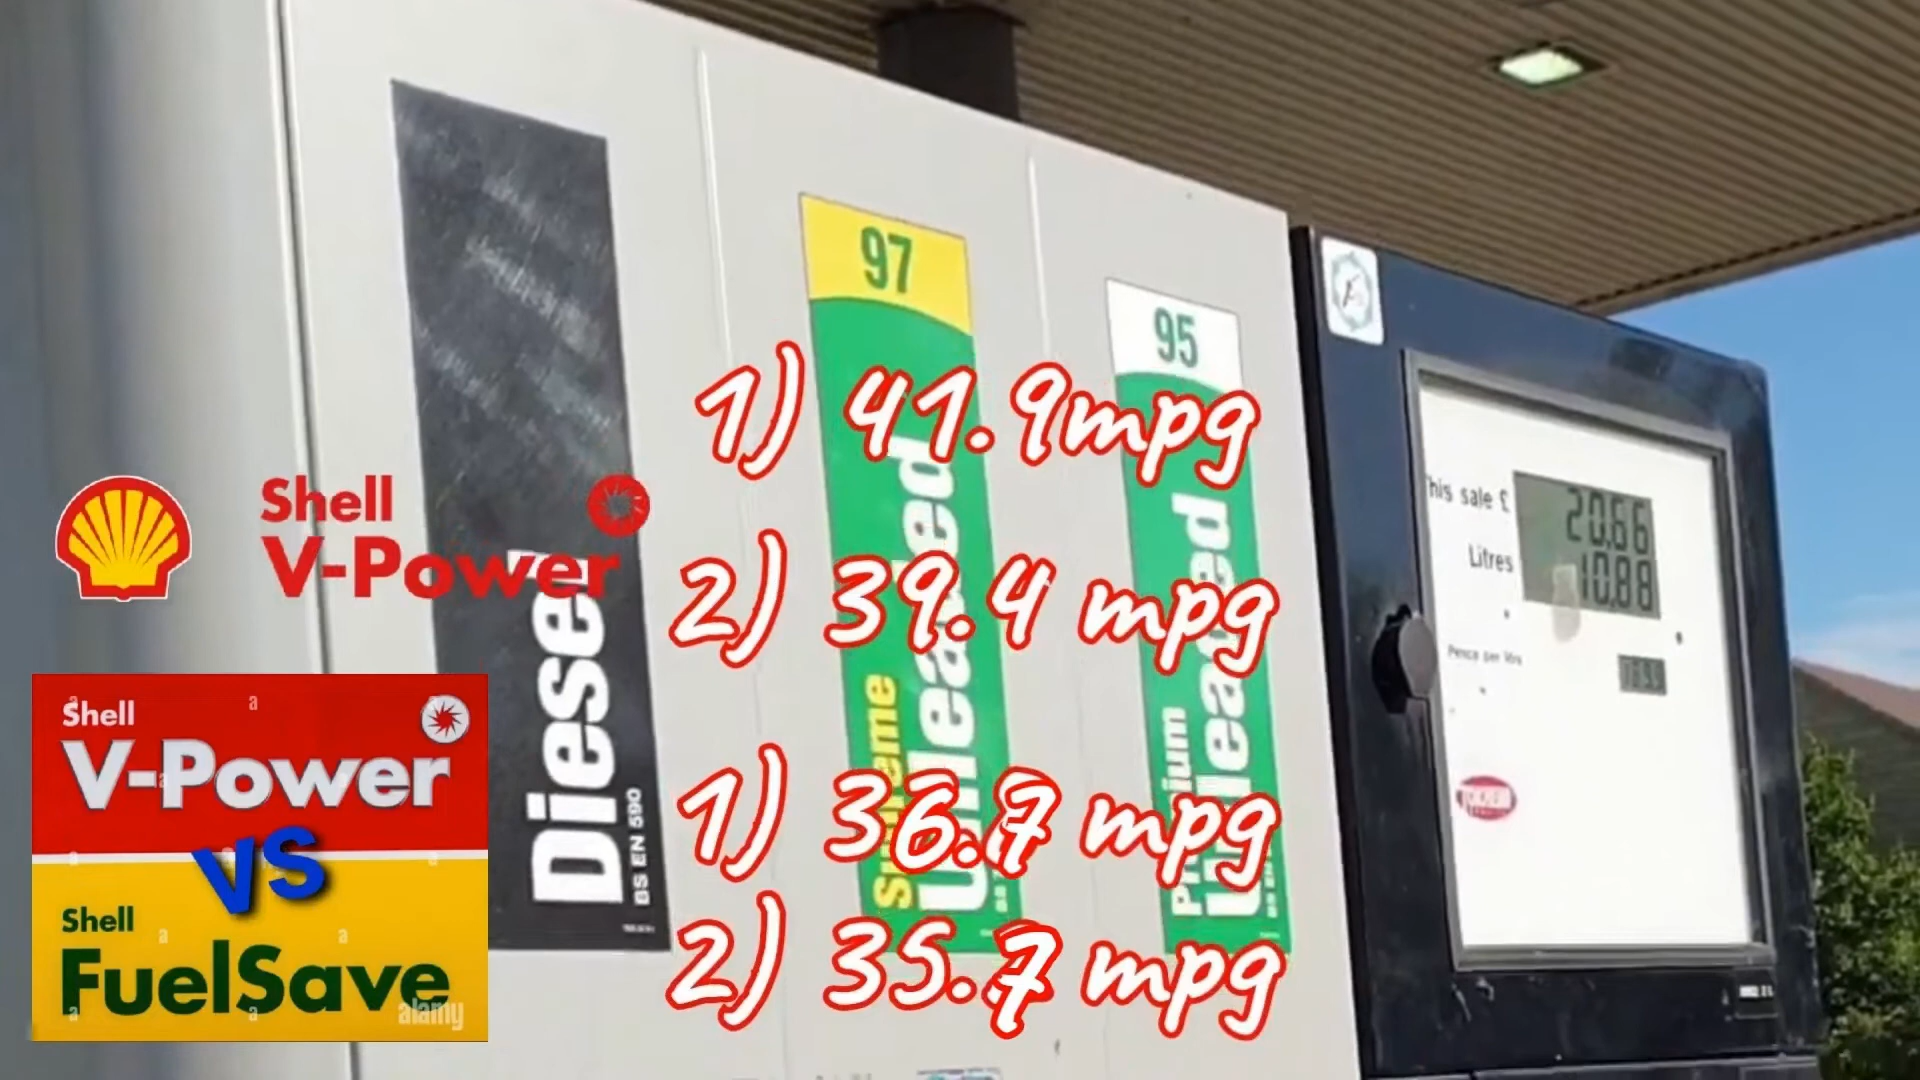 97
95
1) 41.9mpg
Shell
V-Power
2) 39.4 mpg
Diesel
BS EN 590
Supreme
Unleaded
Premium
Unleaded
This sale £
20.66
Litres
10.88
Pence per litre
Shell
V-Power
VS
Shell
FuelSave
alamy
1) 36.7 mpg
2) 35.7 mpg